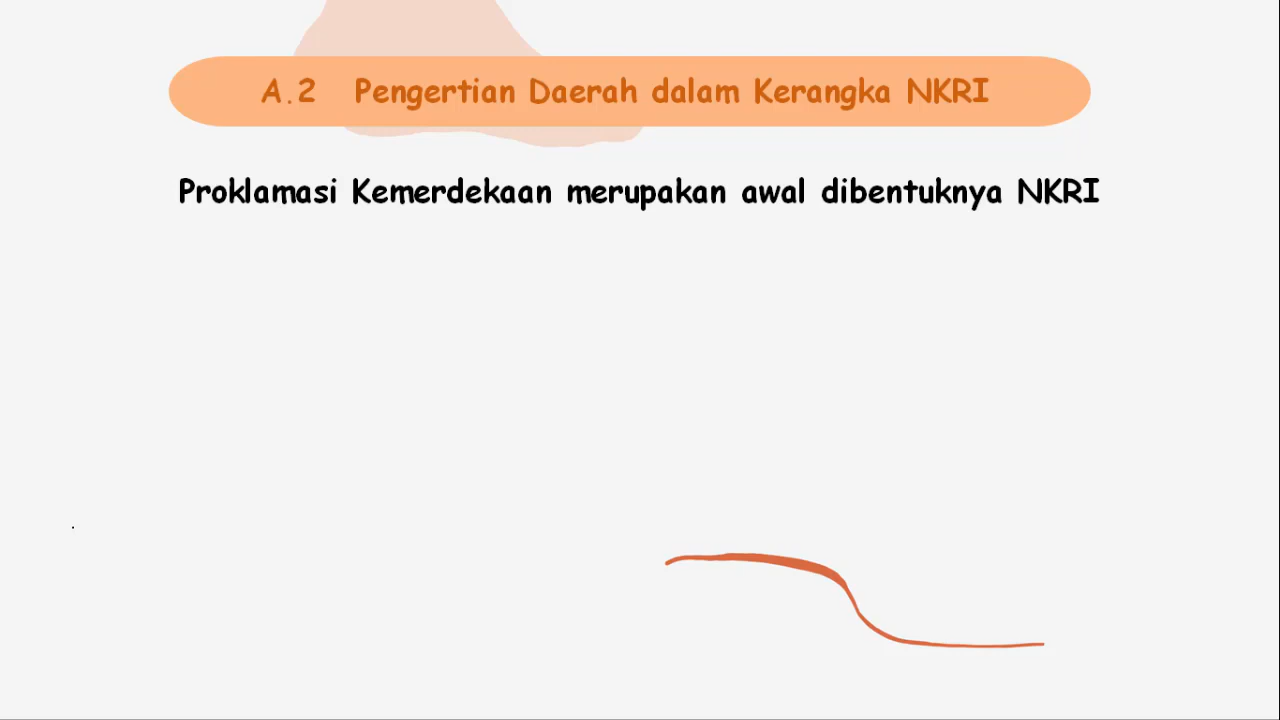 A.2 Pengertian Daerah dalam Kerangka NKRI
Proklamasi Kemerdekaan merupakan awal dibentuknya NKRI
.